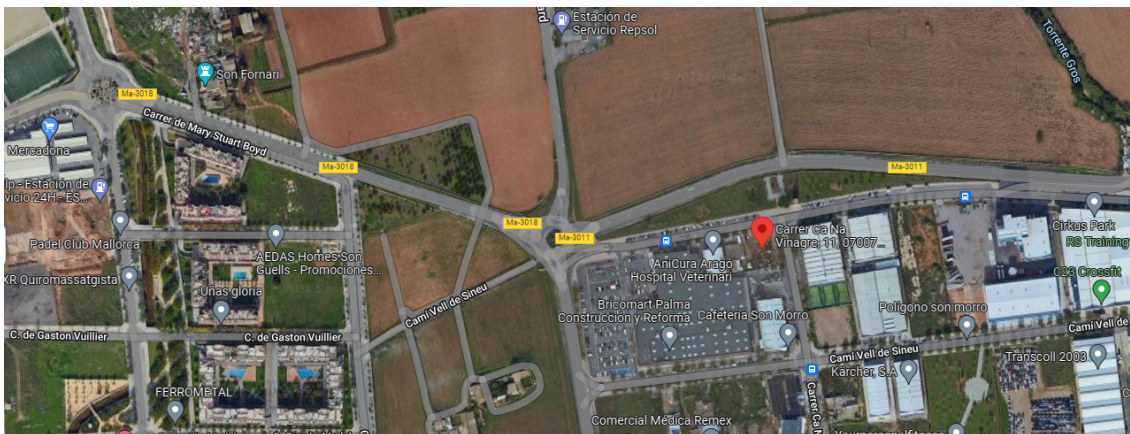 Estación de
Servicio Repsol
Torrente Gros
Son Fornari
Ma-3018
Carrer de Mary Stuart Boyd
Mercadona
Ma-3018
Ma-3011
lp - Estación de
vicio 24H - ES...
Ma-3018
Ma-3011
Carrer Ca Na
Vinagre, 11, 07007...
Cirkus Park
RS Training
Padel Club Mallorca
AEDAS Homes Son
Güells - Promociones...
AniCura Aragó
Hospital Veterinari
XR Quiromassatgista
C23 Crossfit
Uñas gloria
Camí Vell de Sineu
Bricomart Palma
Construcción y Reforma
Cafetería Son Morro
Polígono son morro
C. de Gaston Vuillier
C. de Gaston Vuillier
Camí Vell de Sineu
Camí Vell de
Kärcher, S.A
Transcoll 2003
FERROMETAL
Carrer Ca N
Comercial Médica Remex